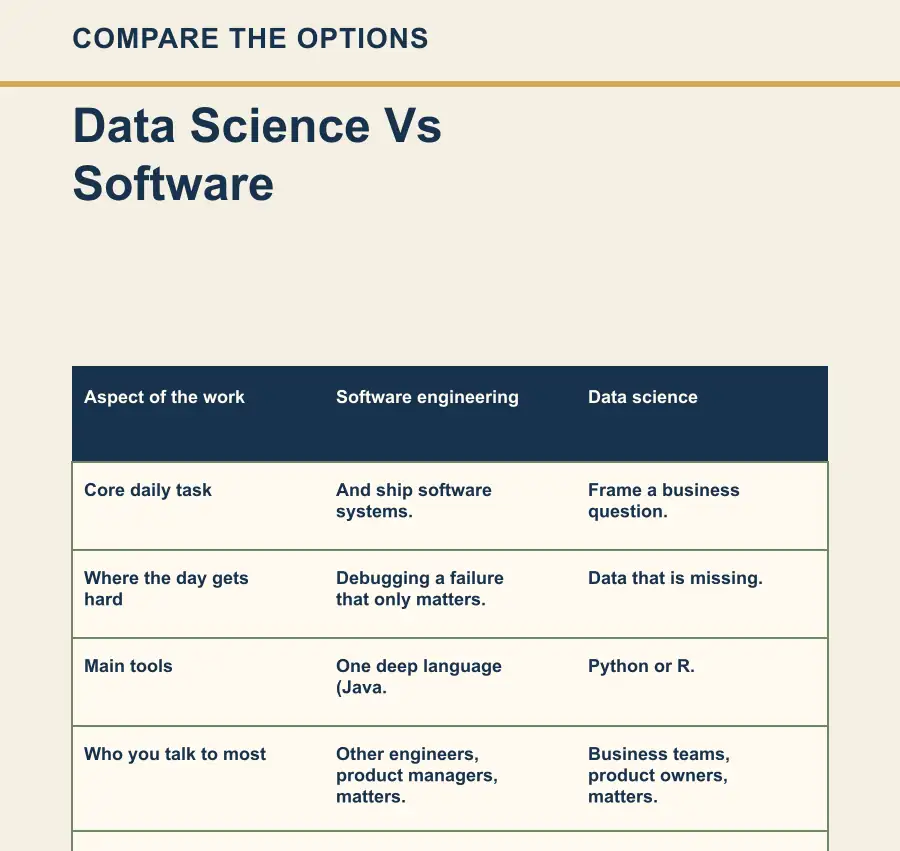 COMPARE THE OPTIONS
Data Science Vs
Software
Aspect of the work
Software engineering
Data science
Core daily task
And ship software
systems.
Frame a business
question.
Where the day gets
hard
Debugging a failure
that only matters.
Data that is missing.
Main tools
One deep language
(Java.
Python or R.
Who you talk to most
Other engineers,
product managers,
matters.
Business teams,
product owners,
matters.